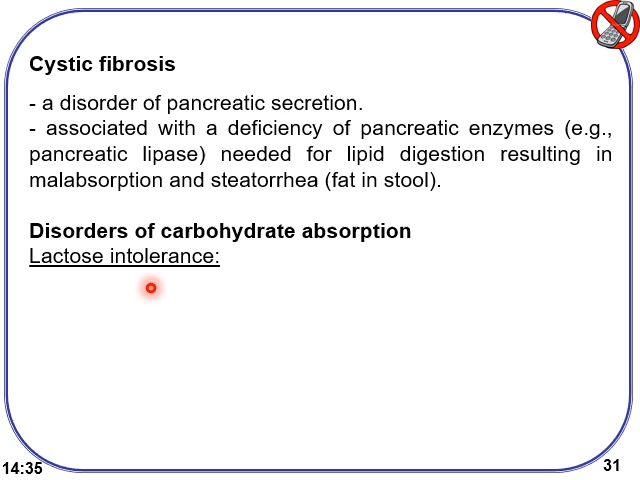 Cystic fibrosis
- a disorder of pancreatic secretion.
- associated with a deficiency of pancreatic enzymes (e.g.,
pancreatic lipase) needed for lipid digestion resulting in
malabsorption and steatorrhea (fat in stool).
Disorders of carbohydrate absorption
Lactose intolerance:
14:35
31